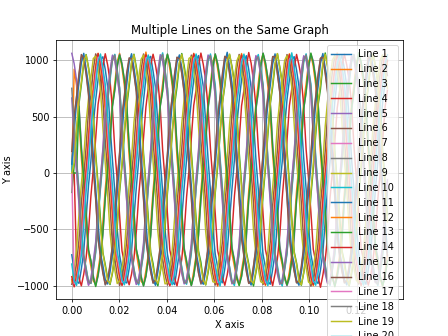 Multiple Lines on the Same Graph
Y axis
1000
500
0
−500
−1000
0.00
0.02
0.04
0.06
0.08
0.10
X axis
Line 1
Line 2
Line 3
Line 4
Line 5
Line 6
Line 7
Line 8
Line 9
Line 10
Line 11
Line 12
Line 13
Line 14
Line 15
Line 16
Line 17
Line 18
Line 19
Line 20